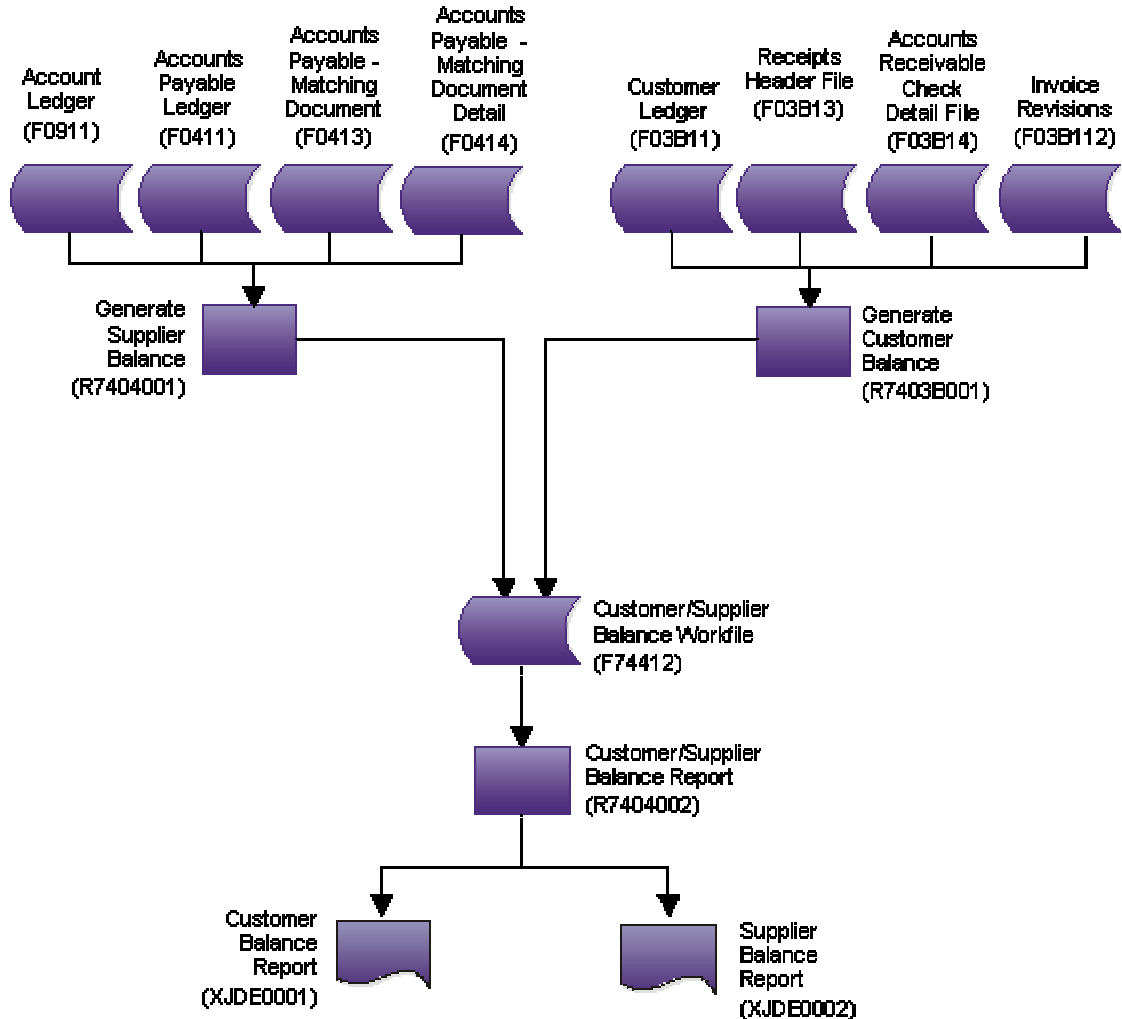 Account
Ledger
(F0911)
Accounts
Payable
Ledger
(F0411)
Accounts
Payable -
Matching
Document
(F0413)
Accounts
Payable -
Matching
Document
Detail
(F0414)
Customer
Ledger
(F03B11)
Receipts
Header File
(F03B13)
Accounts
Receivable
Check
Detail File
(F03B14)
Invoice
Revisions
(F03B112)
Generate
Supplier
Balance
(R7404001)
Generate
Customer
Balance
(R7403B001)
Customer/Supplier
Balance Workfile
(F74412)
Customer/Supplier
Balance Report
(R7404002)
Customer
Balance
Report
(XJDE0001)
Supplier
Balance
Report
(XJDE0002)